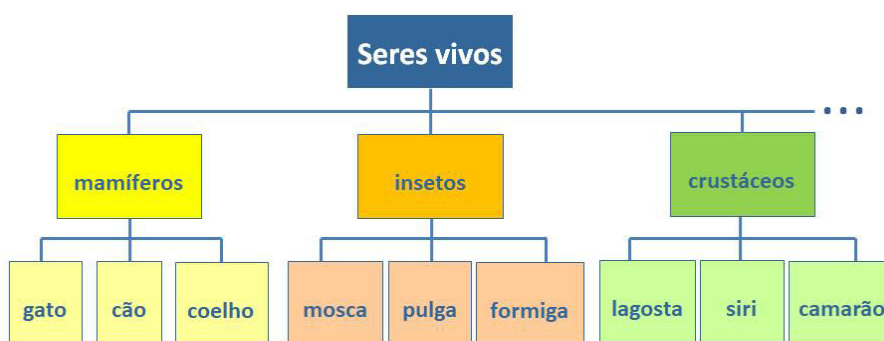 Seres vivos
...
mamíferos
insetos
crustáceos
gato
cão
coelho
mosca
pulga
formiga
lagosta
siri
camarão